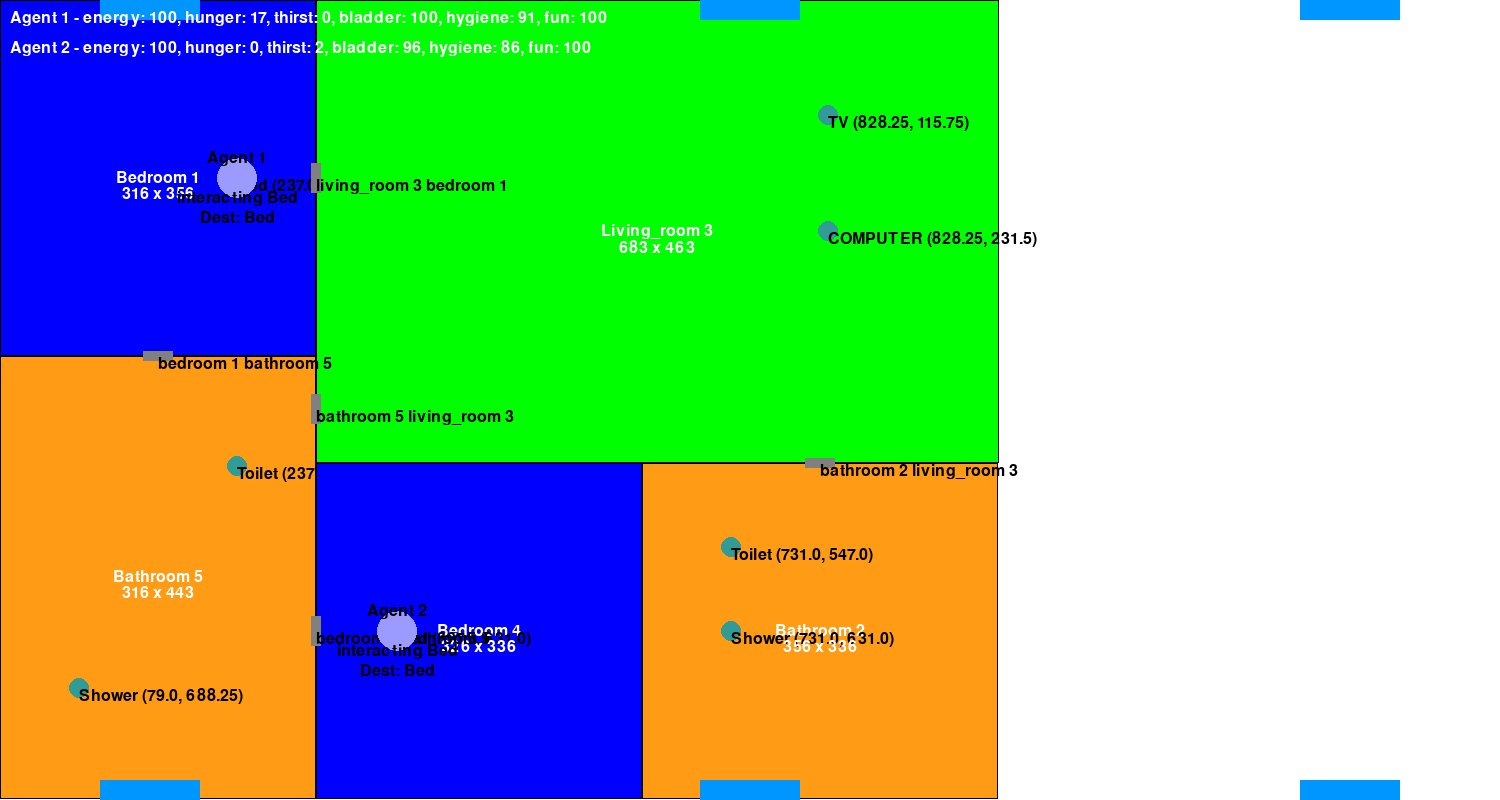 Agent 1 - energy: 100, hunger: 17, thirst: 0, bladder: 100, hygiene: 91, fun: 100
Agent 2 - energy: 100, hunger: 0, thirst: 2, bladder: 96, hygiene: 86, fun: 100
TV (828.25, 115.75)
Agent 1
Bedroom 1
316 x 356
living_room 3 bedroom 1
interacting Bed
Dest: Bed
Living_room 3
683 x 463
COMPUTER (828.25, 231.5)
bedroom 1 bathroom 5
bathroom 5 living_room 3
Toilet (237
bathroom 2 living_room 3
Toilet (731.0, 547.0)
Bathroom 5
316 x 443
Agent 2
Bedroom 4
326 x 336
interacting Bed
Dest: Bed
Bathroom 2
356 x 336
Shower (731.0, 631.0)
Shower (79.0, 688.25)